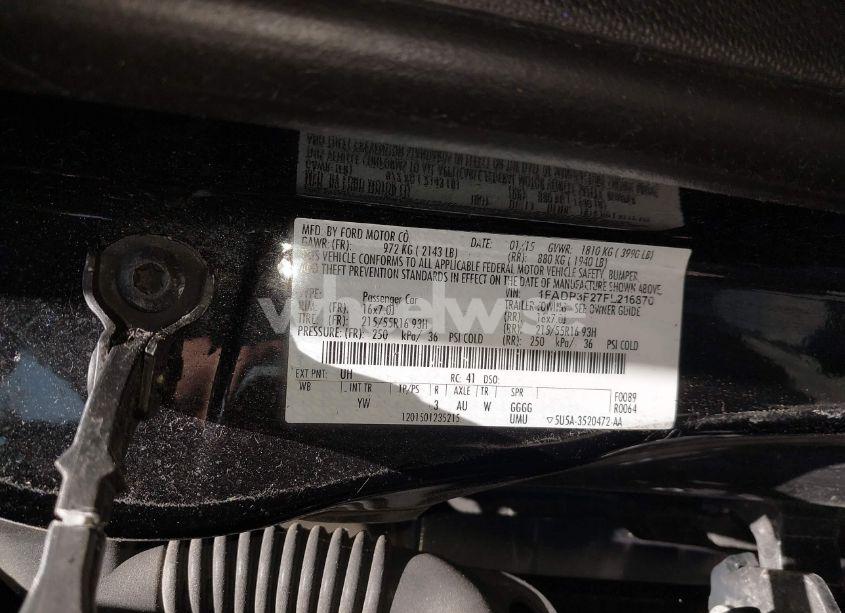 MFD. BY FORD MOTOR CO. DATE: 01/15 GVWR: 1810 KG ( 3990 LB)
GAWR: (FR): 972 KG ( 2143 LB) (RR): 880 KG ( 1940 LB)
THIS VEHICLE CONFORMS TO ALL APPLICABLE FEDERAL MOTOR VEHICLE SAFETY, BUMPER,
AND THEFT PREVENTION STANDARDS IN EFFECT ON THE DATE OF MANUFACTURE SHOWN ABOVE.
VIN: 1FADP3F27FL216870
TYPE: Passenger Car TRAILER TOWING - SEE OWNER GUIDE
RIM: (FR): 16x7.0J (RR): 16x7.0J
TIRE: (FR): 215/55R16 93H (RR): 215/55R16 93H
PRESSURE: (FR): 250 kPa/ 36 PSI COLD (RR): 250 kPa/ 36 PSI COLD
EXT PNT: UH RC: 41 DSO:
WB INT TR TP/PS R AXLE TR SPR F0089
YW 3 AU W GGGG R0064
1201501235215 UMU ▽5U5A-3520472-AA
wheelwise